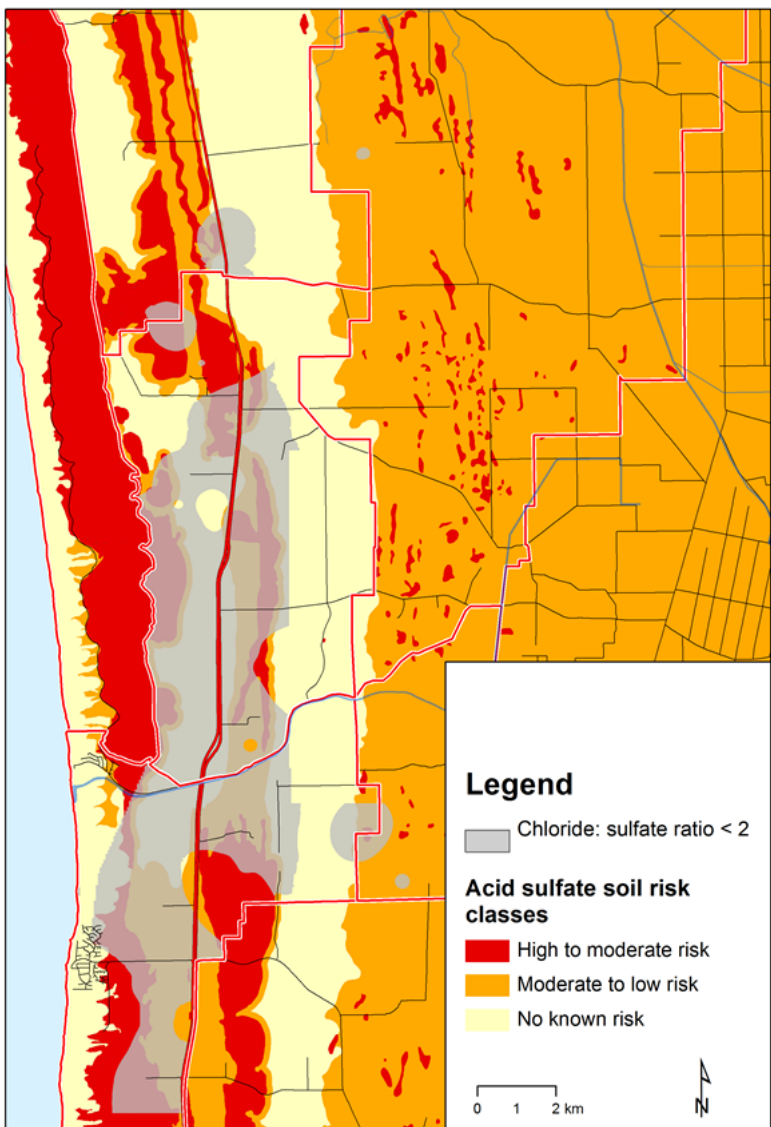 Legend
Chloride: sulfate ratio < 2
Acid sulfate soil risk
classes
High to moderate risk
Moderate to low risk
No known risk
0 1 2 km
N